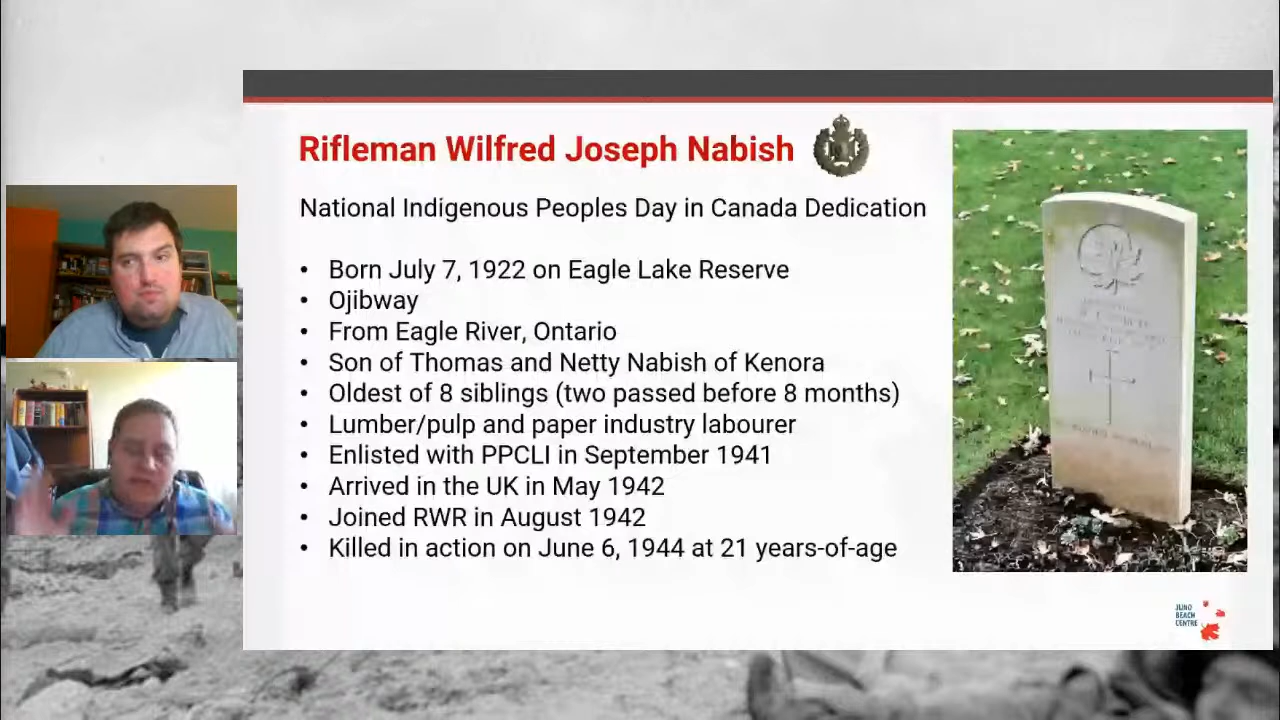 Rifleman Wilfred Joseph Nabish
National Indigenous Peoples Day in Canada Dedication
• Born July 7, 1922 on Eagle Lake Reserve
• Ojibway
• From Eagle River, Ontario
• Son of Thomas and Netty Nabish of Kenora
• Oldest of 8 siblings (two passed before 8 months)
• Lumber/pulp and paper industry labourer
• Enlisted with PPCLI in September 1941
• Arrived in the UK in May 1942
• Joined RWR in August 1942
• Killed in action on June 6, 1944 at 21 years-of-age
JUNO
BEACH
CENTRE